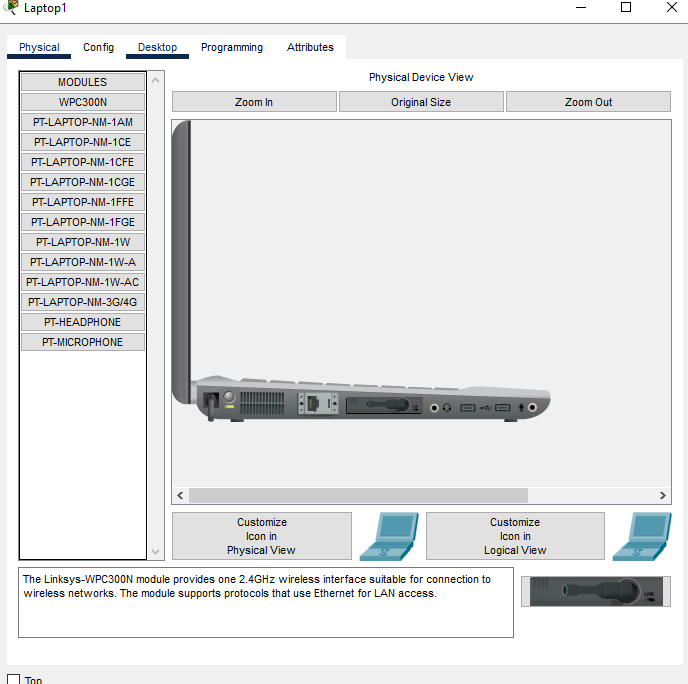 Laptop1
Physical
Config
Desktop
Programming
Attributes
MODULES
WPC300N
PT-LAPTOP-NM-1AM
PT-LAPTOP-NM-1CE
PT-LAPTOP-NM-1CFE
PT-LAPTOP-NM-1CGE
PT-LAPTOP-NM-1FFE
PT-LAPTOP-NM-1FGE
PT-LAPTOP-NM-1W
PT-LAPTOP-NM-1W-A
PT-LAPTOP-NM-1W-AC
PT-LAPTOP-NM-3G/4G
PT-HEADPHONE
PT-MICROPHONE
Physical Device View
Zoom In
Original Size
Zoom Out
Customize
Icon in
Physical View
Customize
Icon in
Logical View
The Linksys-WPC300N module provides one 2.4GHz wireless interface suitable for connection to
wireless networks. The module supports protocols that use Ethernet for LAN access.
Top